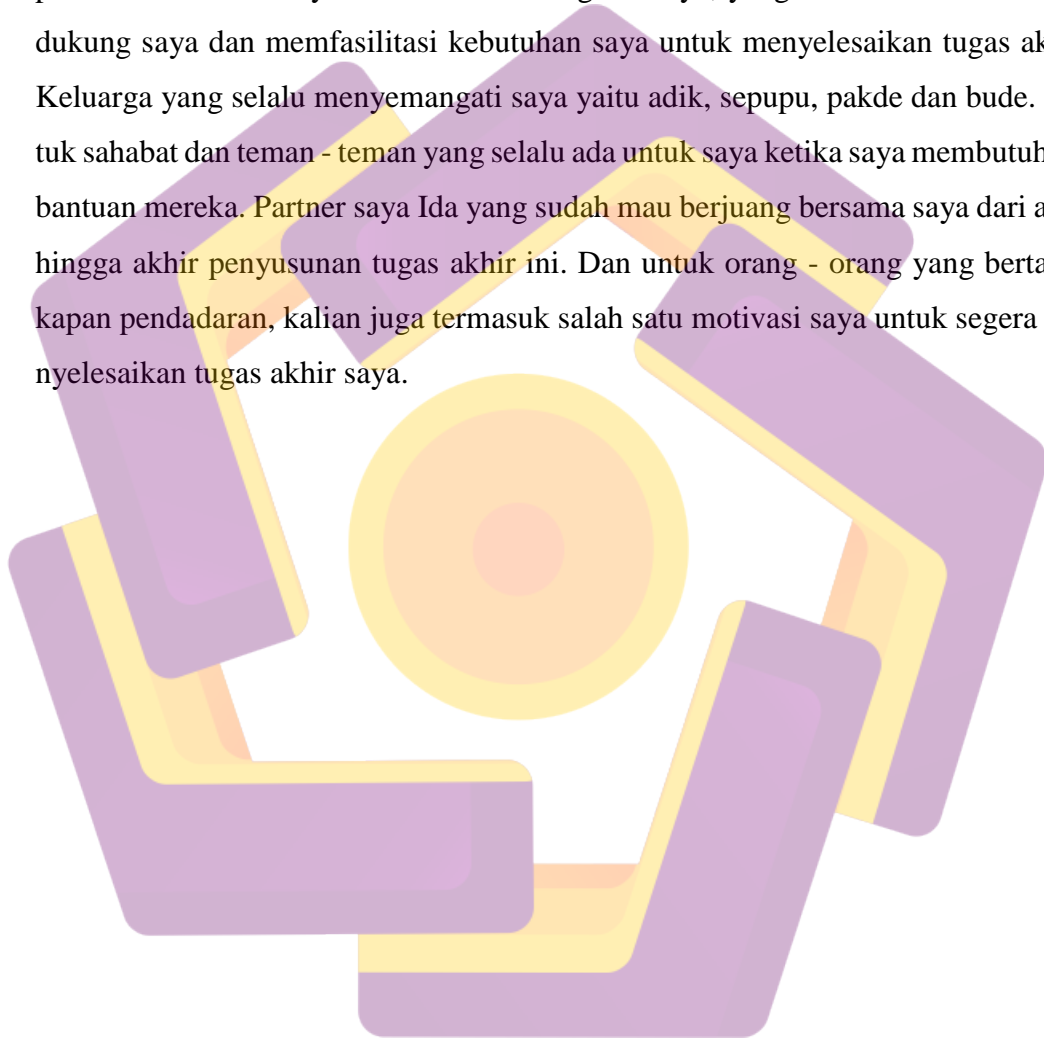 dukung saya dan memfasilitasi kebutuhan saya untuk menyelesaikan tugas ak
Keluarga yang selalu menyemangati saya yaitu adik, sepupu, pakde dan bude.
tuk sahabat dan teman - teman yang selalu ada untuk saya ketika saya membutuh
bantuan mereka. Partner saya Ida yang sudah mau berjuang bersama saya dari a
hingga akhir penyusunan tugas akhir ini. Dan untuk orang - orang yang berta
kapan pendadaran, kalian juga termasuk salah satu motivasi saya untuk segera
nyelesaikan tugas akhir saya.